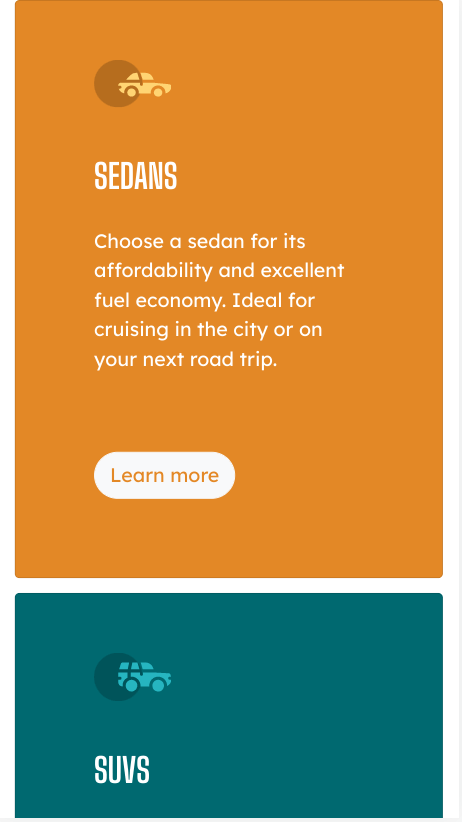 SEDANS
Choose a sedan for its
affordability and excellent
fuel economy. Ideal for
cruising in the city or on
your next road trip.
Learn more
SUVS